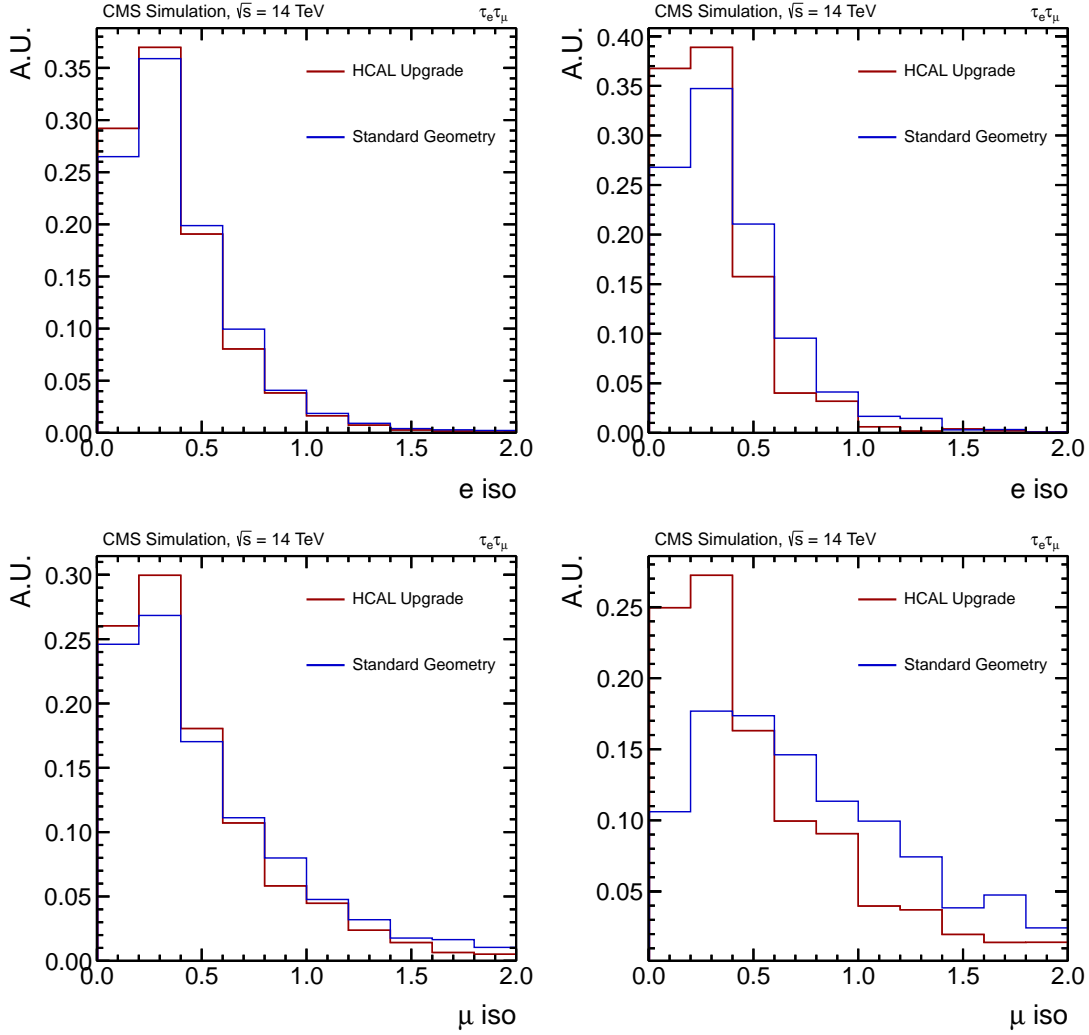 CMS Simulation, √s = 14 TeV τeτμ
A.U.
HCAL Upgrade
Standard Geometry
0.35
0.30
0.25
0.20
0.15
0.10
0.05
0.00
0.0 0.5 1.0 1.5 2.0
e iso
CMS Simulation, √s = 14 TeV τeτμ
A.U.
HCAL Upgrade
Standard Geometry
0.40
0.35
0.30
0.25
0.20
0.15
0.10
0.05
0.00
0.0 0.5 1.0 1.5 2.0
e iso
CMS Simulation, √s = 14 TeV τeτμ
A.U.
HCAL Upgrade
Standard Geometry
0.30
0.25
0.20
0.15
0.10
0.05
0.00
0.0 0.5 1.0 1.5 2.0
μ iso
CMS Simulation, √s = 14 TeV τeτμ
A.U.
HCAL Upgrade
Standard Geometry
0.25
0.20
0.15
0.10
0.05
0.0 0.5 1.0 1.5 2.0
μ iso